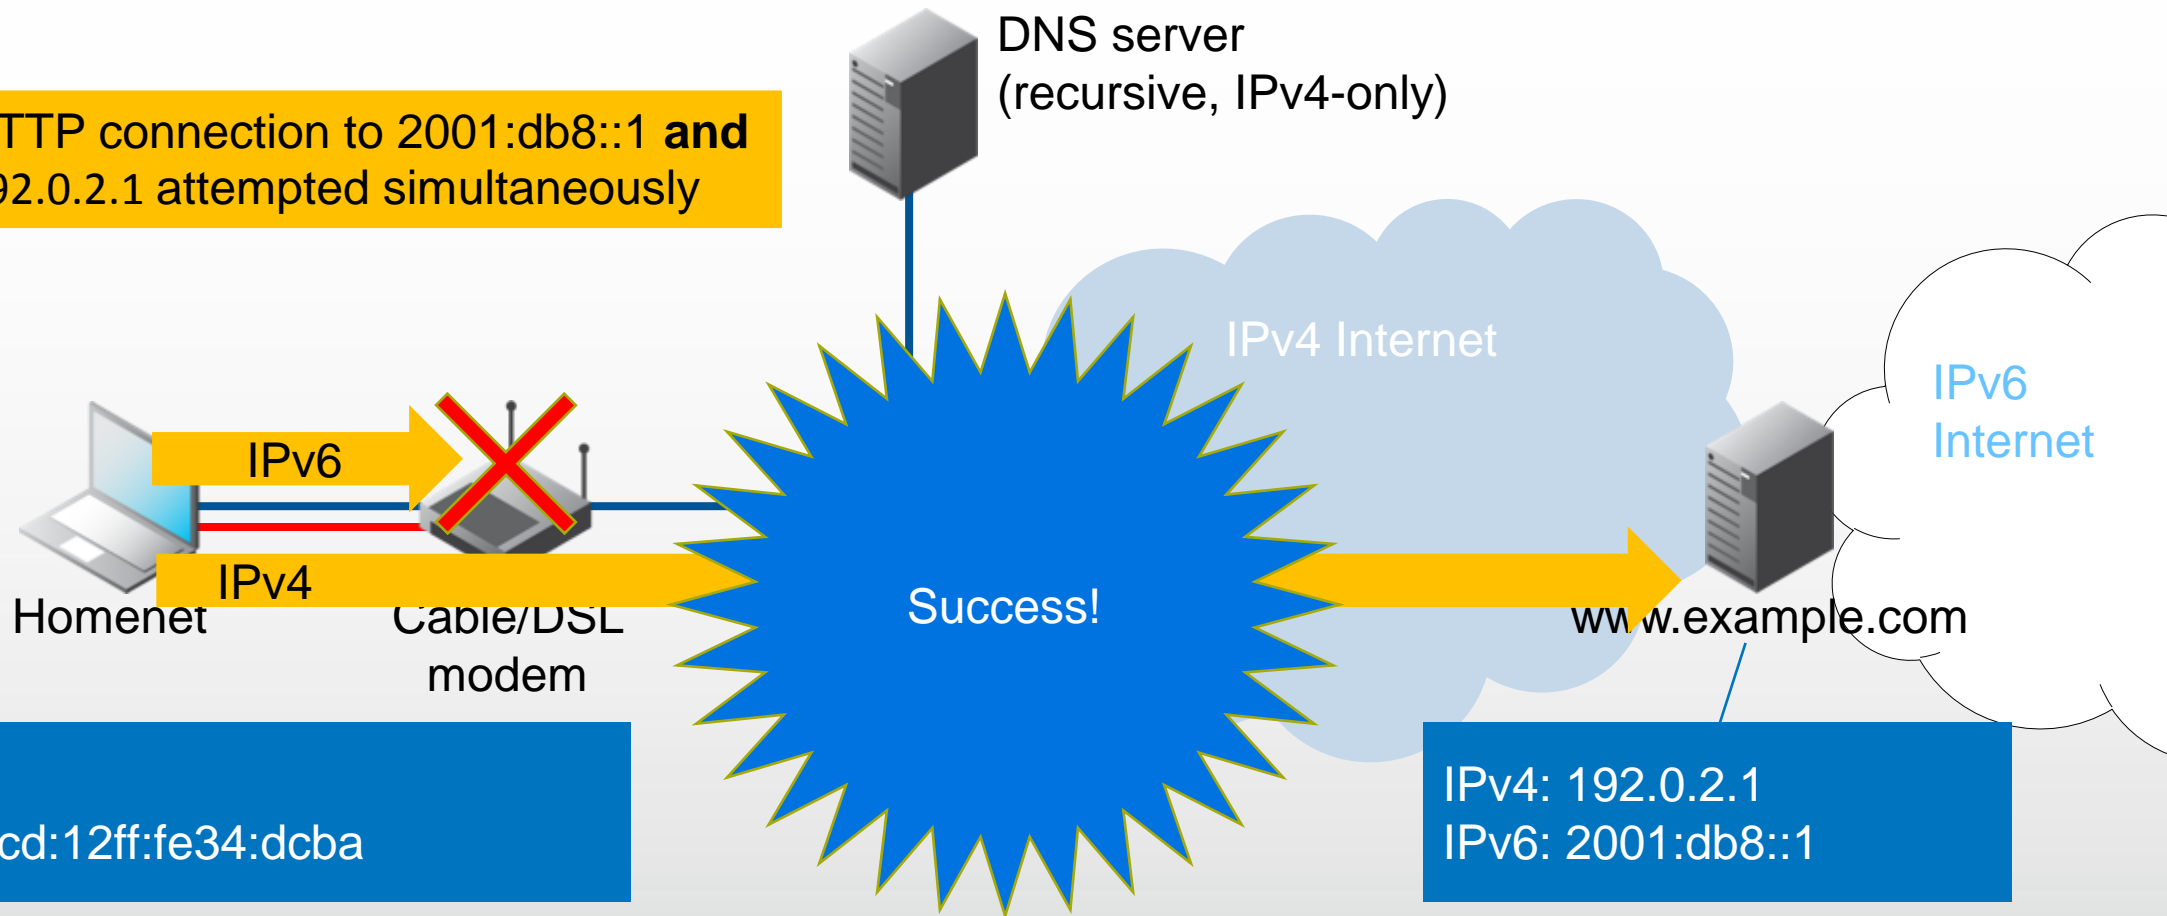 DNS server
(recursive, IPv4-only)
TTP connection to 2001:db8::1 and
92.0.2.1 attempted simultaneously
IPv4 Internet
IPv6
Internet
IPv6
IPv4
Success!
Homenet
Cable/DSL
modem
www.example.com
cd:12ff:fe34:dcba
IPv4: 192.0.2.1
IPv6: 2001:db8::1